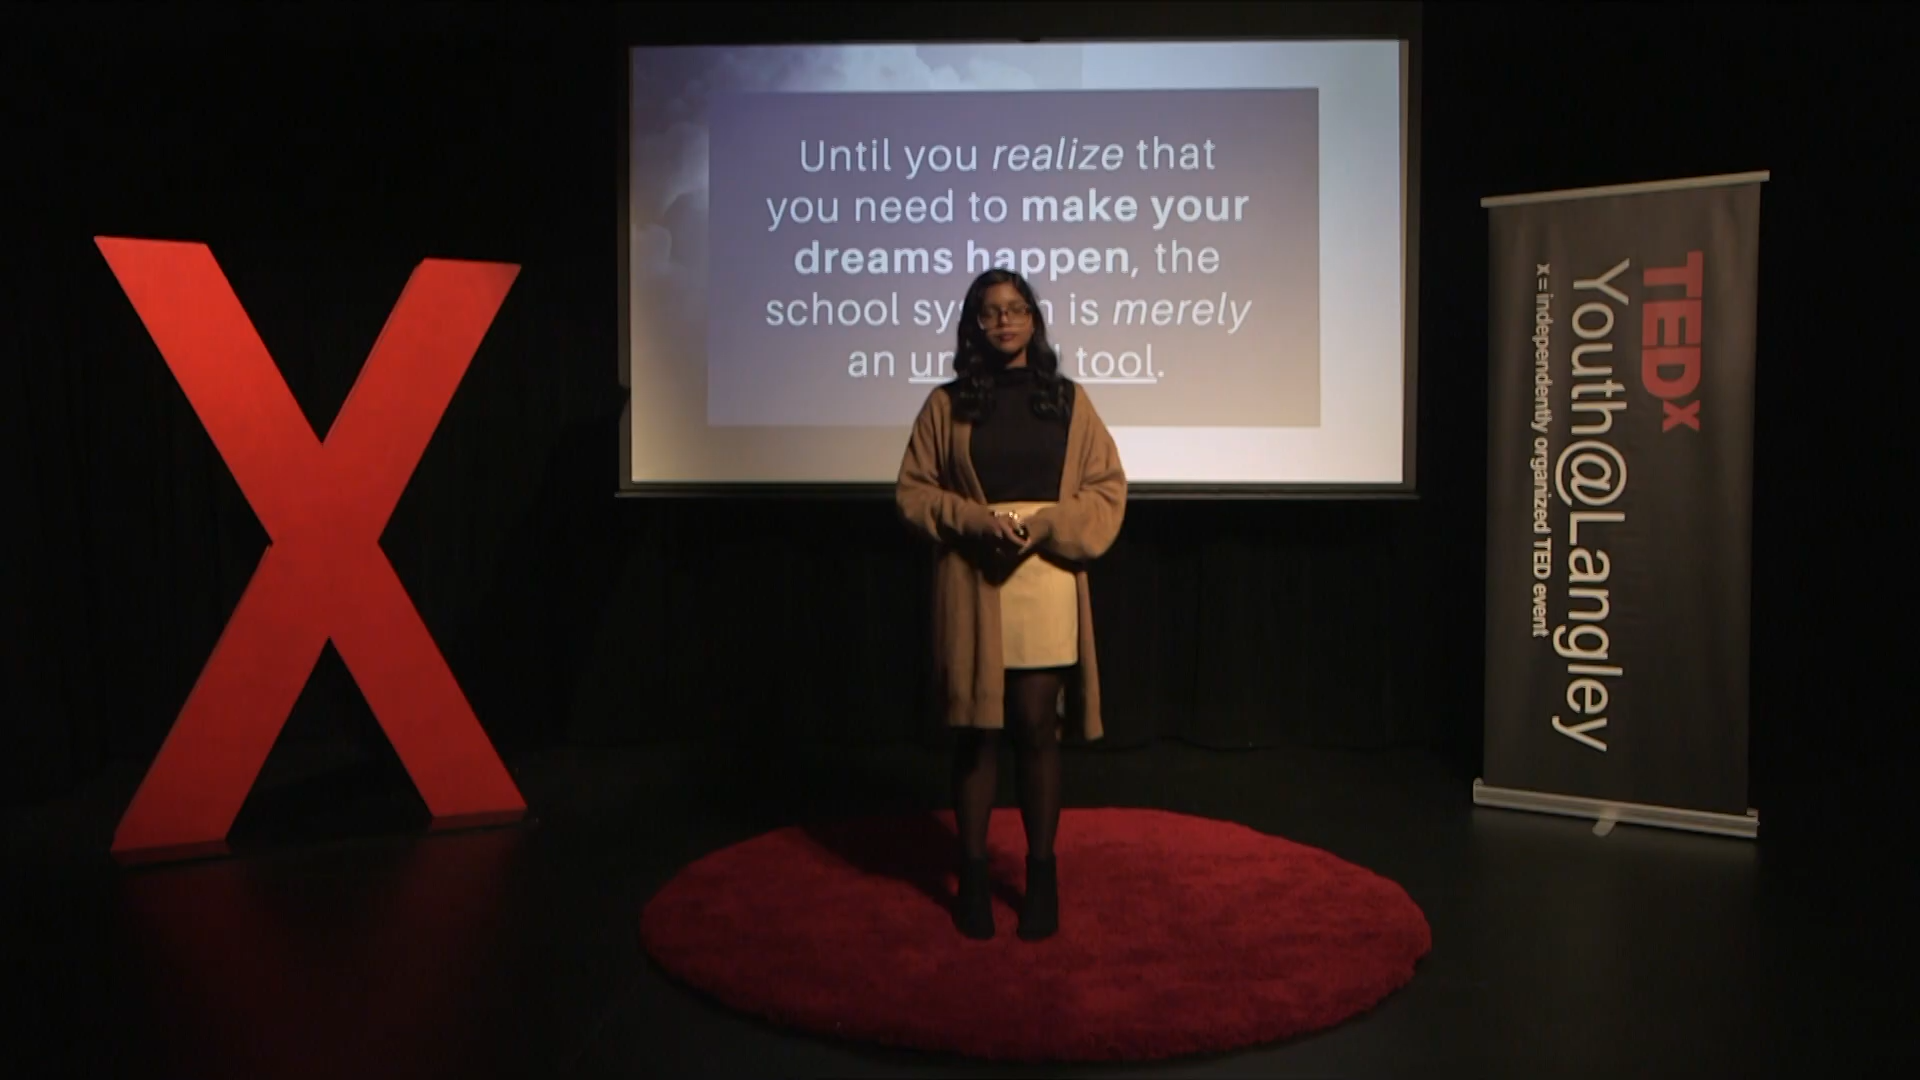 Until you realize that
you need to make your
dreams happen, the
school is merely
an tool.
X
TEDx
Youth@Langley
x = independently organized TED event